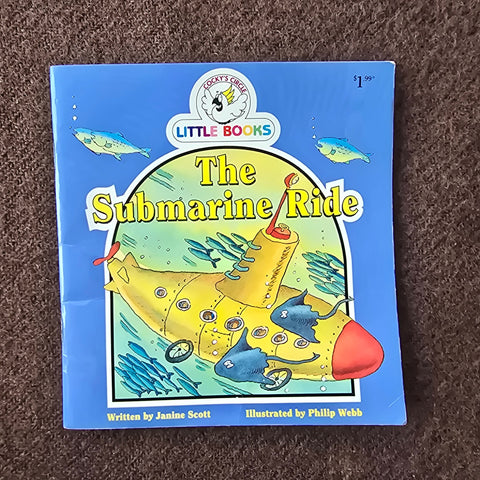 COCKY'S CIRCLE
$1.99*
LITTLE BOOKS
The
Submarine Ride
Written by Janine Scott
Illustrated by Philip Webb